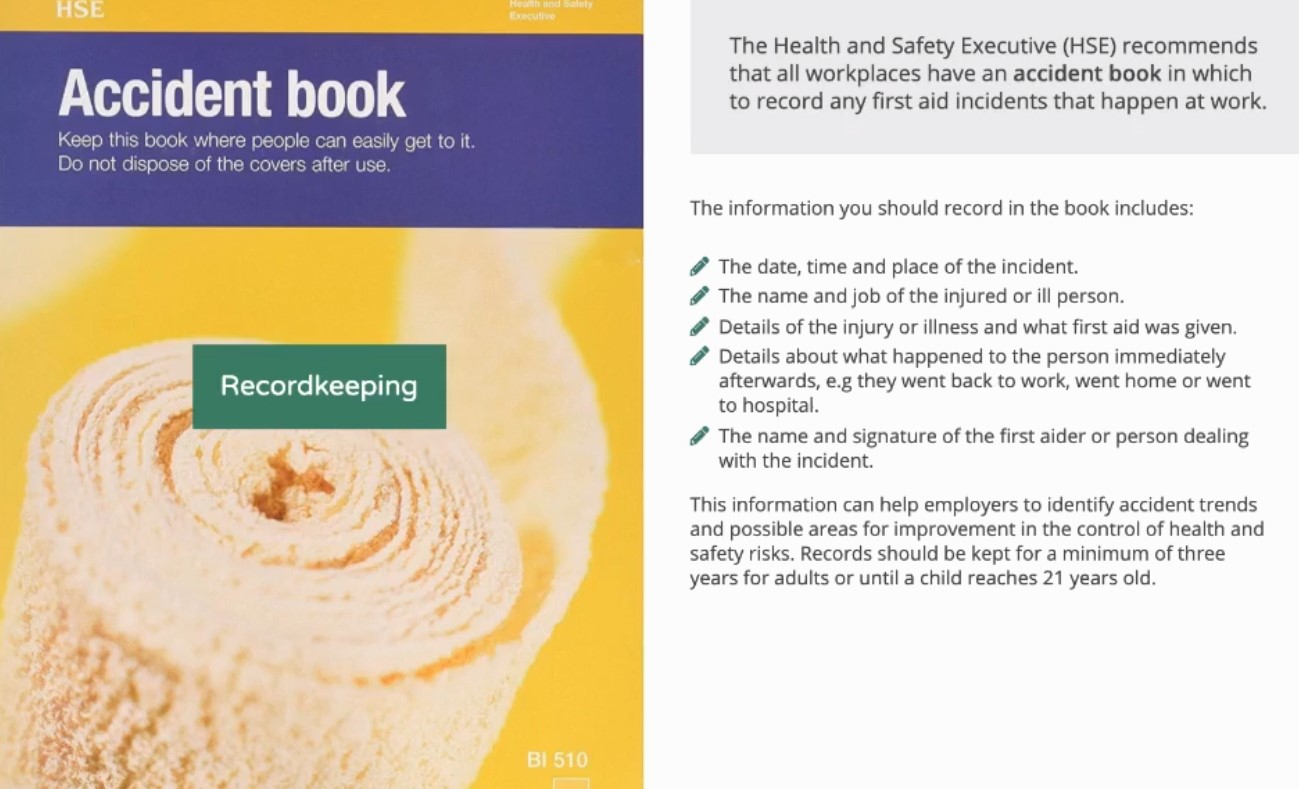 HSE
Health and Safety
Executive
Accident book
Keep this book where people can easily get to it.
Do not dispose of the covers after use.
Recordkeeping
BI 510
The Health and Safety Executive (HSE) recommends
that all workplaces have an accident book in which
to record any first aid incidents that happen at work.
The information you should record in the book includes:
The date, time and place of the incident.
The name and job of the injured or ill person.
Details of the injury or illness and what first aid was given.
Details about what happened to the person immediately
afterwards, e.g they went back to work, went home or went
to hospital.
The name and signature of the first aider or person dealing
with the incident.
This information can help employers to identify accident trends
and possible areas for improvement in the control of health and
safety risks. Records should be kept for a minimum of three
years for adults or until a child reaches 21 years old.